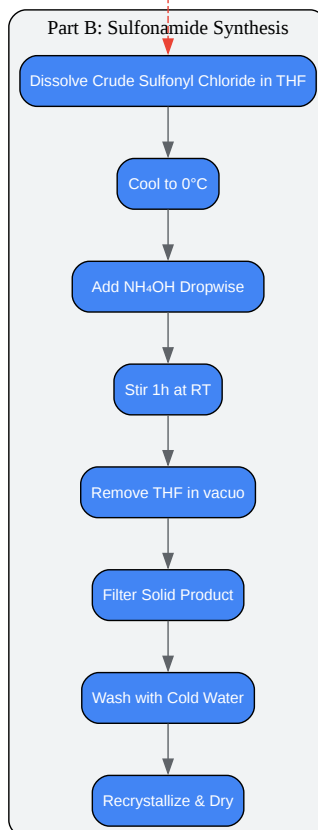 Part B: Sulfonamide Synthesis
Dissolve Crude Sulfonyl Chloride in THF
Cool to 0°C
Add NH₄OH Dropwise
Stir 1h at RT
Remove THF in vacuo
Filter Solid Product
Wash with Cold Water
Recrystallize & Dry